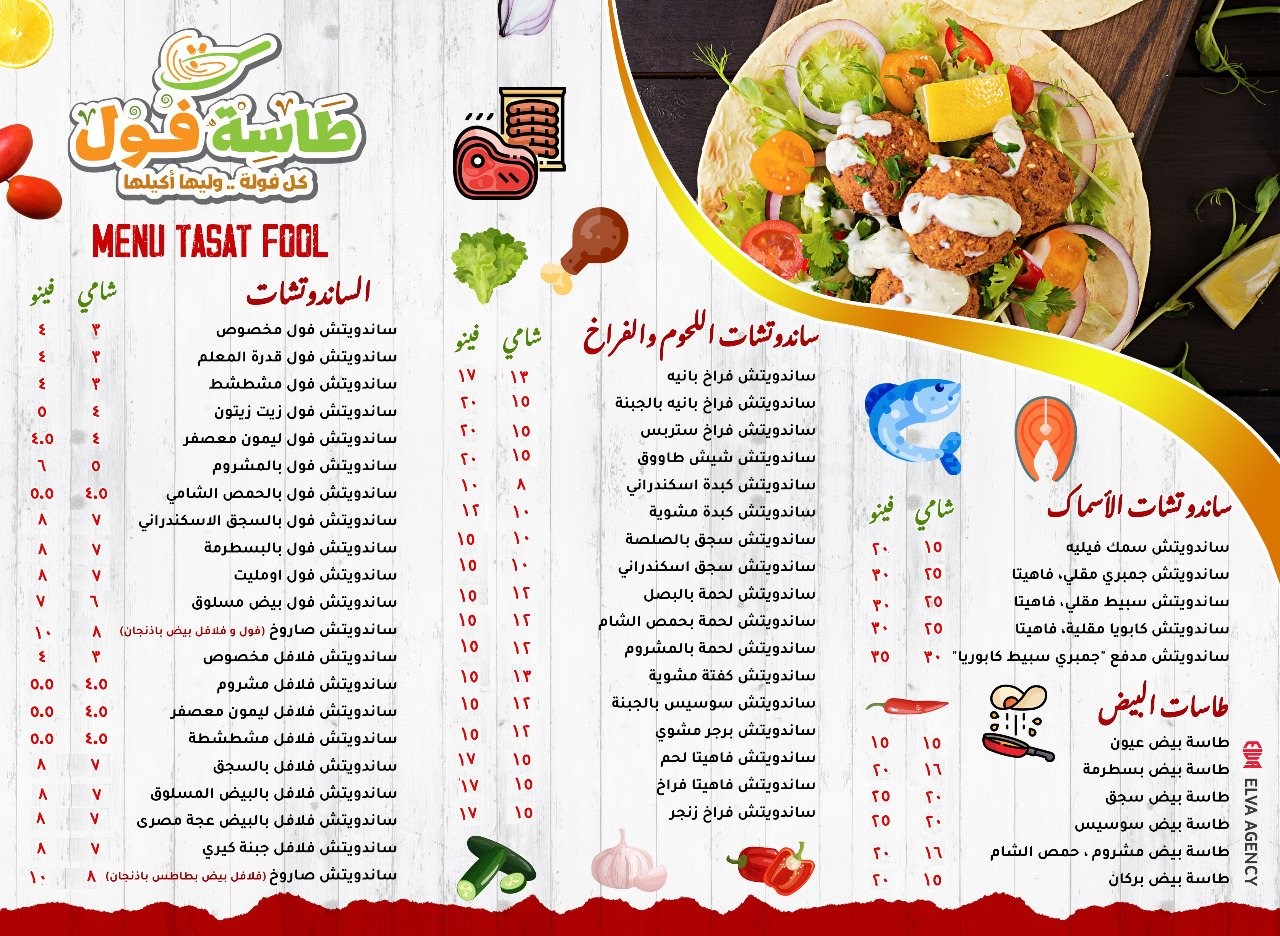 طاسة فول
كل فولة .. وليها أكيلها
MENU TASAT FOOL
الساندوتشات شامي فينو
ساندويتش فول مخصوص ٣ ٤
ساندويتش فول قدرة المعلم ٣ ٤
ساندويتش فول مشطشط ٣ ٤
ساندويتش فول زيت زيتون ٤ ٥
ساندويتش فول ليمون معصفر ٤ ٤.٥
ساندويتش فول بالمشروم ٥ ٦
ساندويتش فول بالحمص الشامي ٤.٥ ٥.٥
ساندويتش فول بالسجق الاسكندراني ٧ ٨
ساندويتش فول بالبسطرمة ٧ ٨
ساندويتش فول اومليت ٧ ٨
ساندويتش فول بيض مسلوق ٦ ٧
ساندويتش صاروخ (فول و فلافل بيض باذنجان) ٨ ١٠
ساندويتش فلافل مخصوص ٣ ٤
ساندويتش فلافل مشروم ٤.٥ ٥.٥
ساندويتش فلافل ليمون معصفر ٤.٥ ٥.٥
ساندويتش فلافل مشطشطة ٤.٥ ٥.٥
ساندويتش فلافل بالسجق ٧ ٨
ساندويتش فلافل بالبيض المسلوق ٧ ٨
ساندويتش فلافل بالبيض عجة مصرى ٧ ٨
ساندويتش فلافل جبنة كيري ٧ ٨
ساندويتش صاروخ (فلافل بيض بطاطس باذنجان) ٨ ١٠
ساندوتشات اللحوم والفراخ شامي فينو
ساندويتش فراخ بانيه ١٣ ١٧
ساندويتش فراخ بانيه بالجبنة ١٥ ٢٠
ساندويتش فراخ ستربس ١٥ ٢٠
ساندويتش شيش طاووق ١٥ ٢٠
ساندويتش كبدة اسكندراني ٨ ١٠
ساندويتش كبدة مشوية ١٠ ١٢
ساندويتش سجق بالصلصة ١٠ ١٥
ساندويتش سجق اسكندراني ١٠ ١٥
ساندويتش لحمة بالبصل ١٢ ١٥
ساندويتش لحمة بحمص الشام ١٢ ١٥
ساندويتش لحمة بالمشروم ١٢ ١٥
ساندويتش كفتة مشوية ١٣ ١٥
ساندويتش سوسيس بالجبنة ١٢ ١٥
ساندويتش برجر مشوي ١٢ ١٥
ساندويتش فاهيتا لحم ١٥ ١٧
ساندويتش فاهيتا فراخ ١٥ ١٧
ساندويتش فراخ زنجر ١٥ ١٧
ساندوتشات الأسماك شامي فينو
ساندويتش سمك فيليه ١٥ ٢٠
ساندويتش جمبري مقلي، فاهيتا ٢٥ ٣٠
ساندويتش سبيط مقلي، فاهيتا ٢٥ ٣٠
ساندويتش كابويا مقلية، فاهيتا ٢٥ ٣٠
ساندويتش مدفع "جمبري سبيط كابوريا" ٣٠ ٣٥
طاسات البيض
طاسة بيض عيون ١٥ ١٥
طاسة بيض بسطرمة ١٦ ٢٠
طاسة بيض سجق ٢٠ ٢٥
طاسة بيض سوسيس ٢٠ ٢٥
طاسة بيض مشروم ، حمص الشام ١٦ ٢٠
طاسة بيض بركان ١٥ ٢٠
ELVA ELVA AGENCY